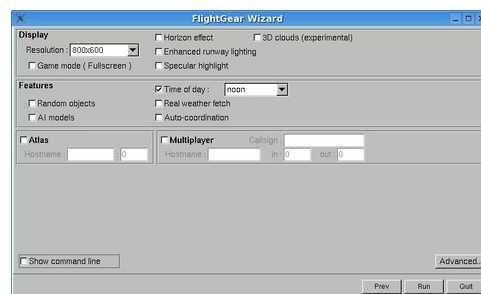 FlightGear Wizard
Display
Horizon effect
3D clouds (experimental)
Resolution : 800x600
Enhanced runway lighting
Game mode ( Fullscreen )
Specular highlight
Features
Time of day : noon
Random objects
Real weather fetch
AI models
Auto-coordination
Atlas
Hostname : : 0
Multiplayer
Callsign :
Hostname : in : 0 out : 0
Show command line
Advanced...
Prev
Run
Quit